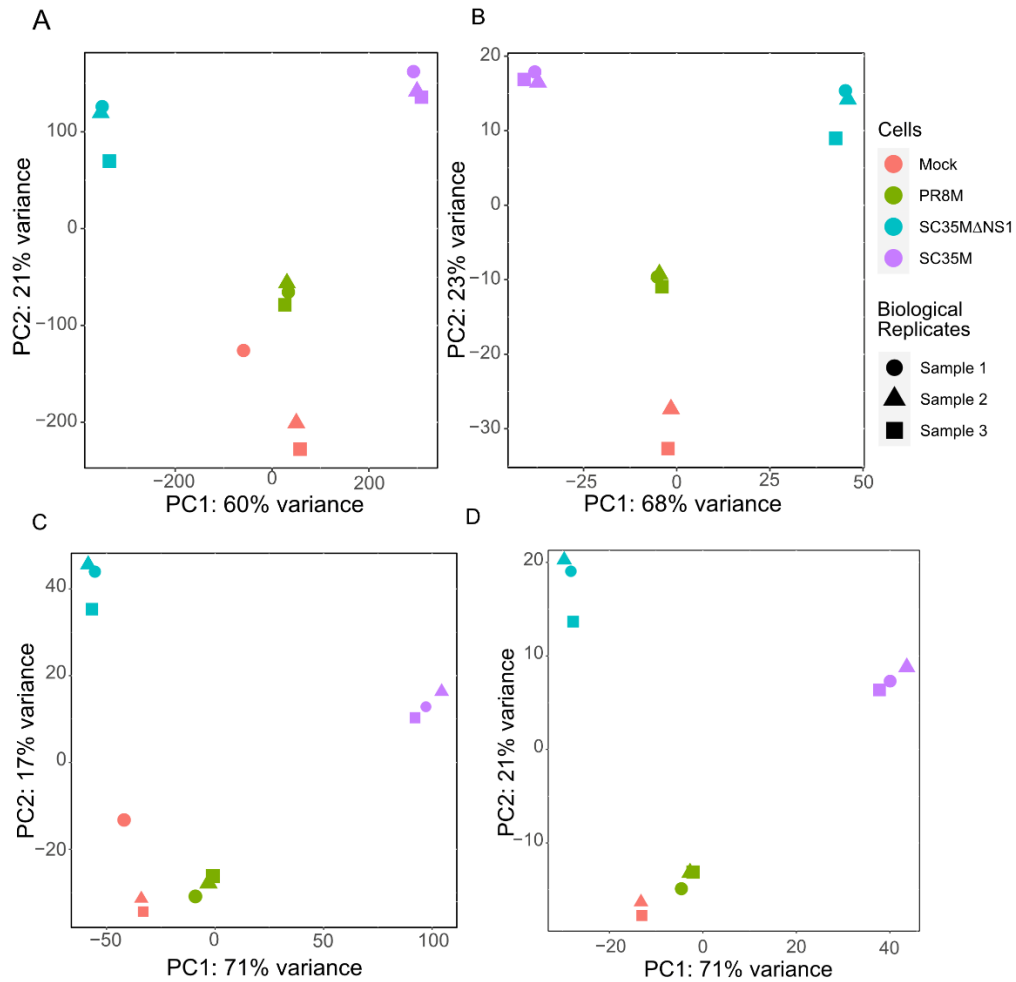 A
100
0
−100
−200
−200
0
200
PC2: 21% variance
PC1: 60% variance
B
20
10
0
−10
−20
−30
−25
0
25
50
PC2: 23% variance
PC1: 68% variance
Cells
Mock
PR8M
SC35MΔNS1
SC35M
Biological
Replicates
Sample 1
Sample 2
Sample 3
C
40
20
0
−20
−50
0
50
100
PC2: 17% variance
PC1: 71% variance
D
20
10
0
−10
−20
0
20
40
PC2: 21% variance
PC1: 71% variance